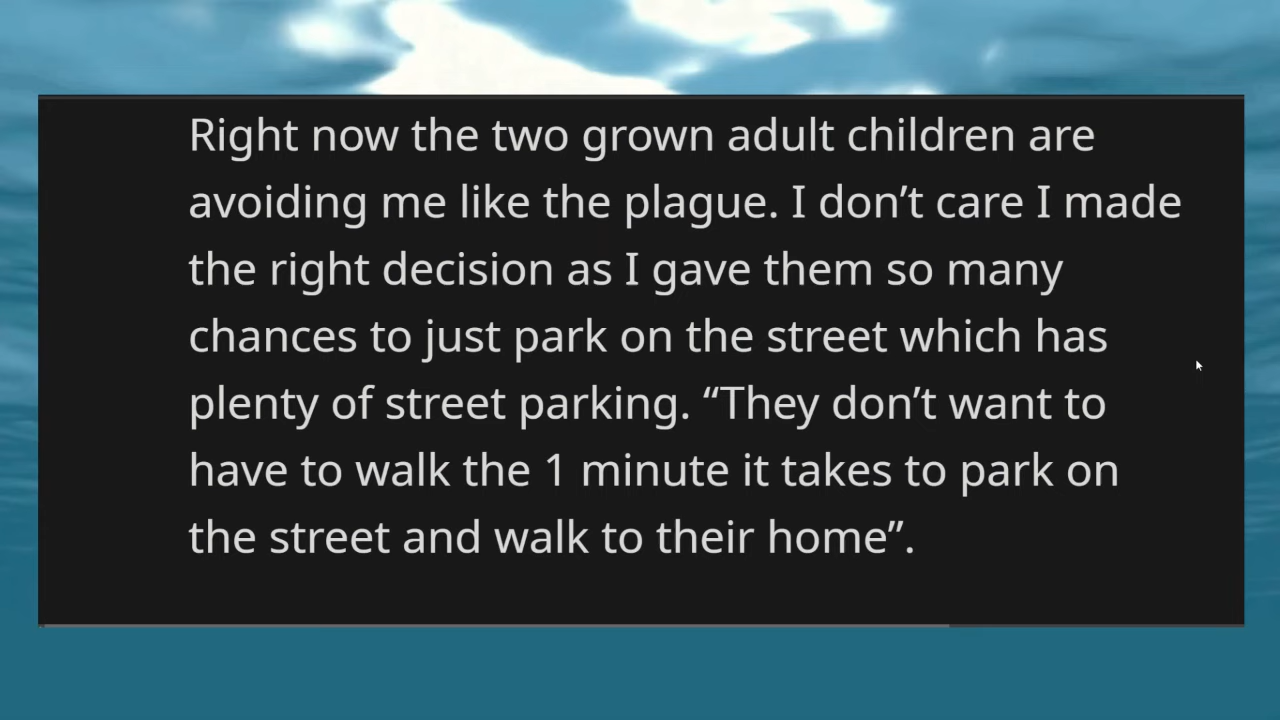 Right now the two grown adult children are
avoiding me like the plague. I don’t care I made
the right decision as I gave them so many
chances to just park on the street which has
plenty of street parking. “They don’t want to
have to walk the 1 minute it takes to park on
the street and walk to their home”.